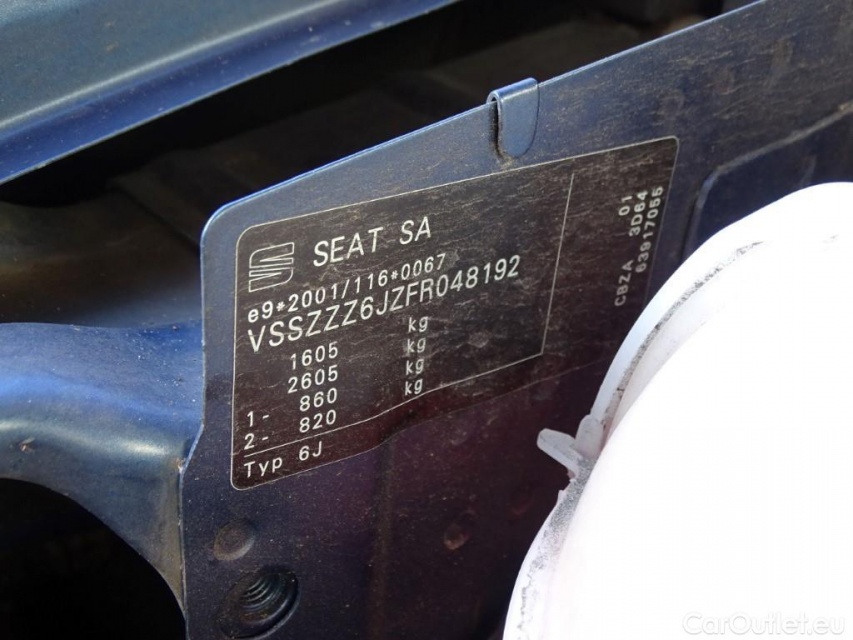 SEAT SA
e9*2001/116*0067
VSSZZZ6JZFR048192
1605 kg
2605 kg
1- 860 kg
2- 820 kg
Typ 6J
01
CBZA 3D64
63917055
CarOutlet.eu